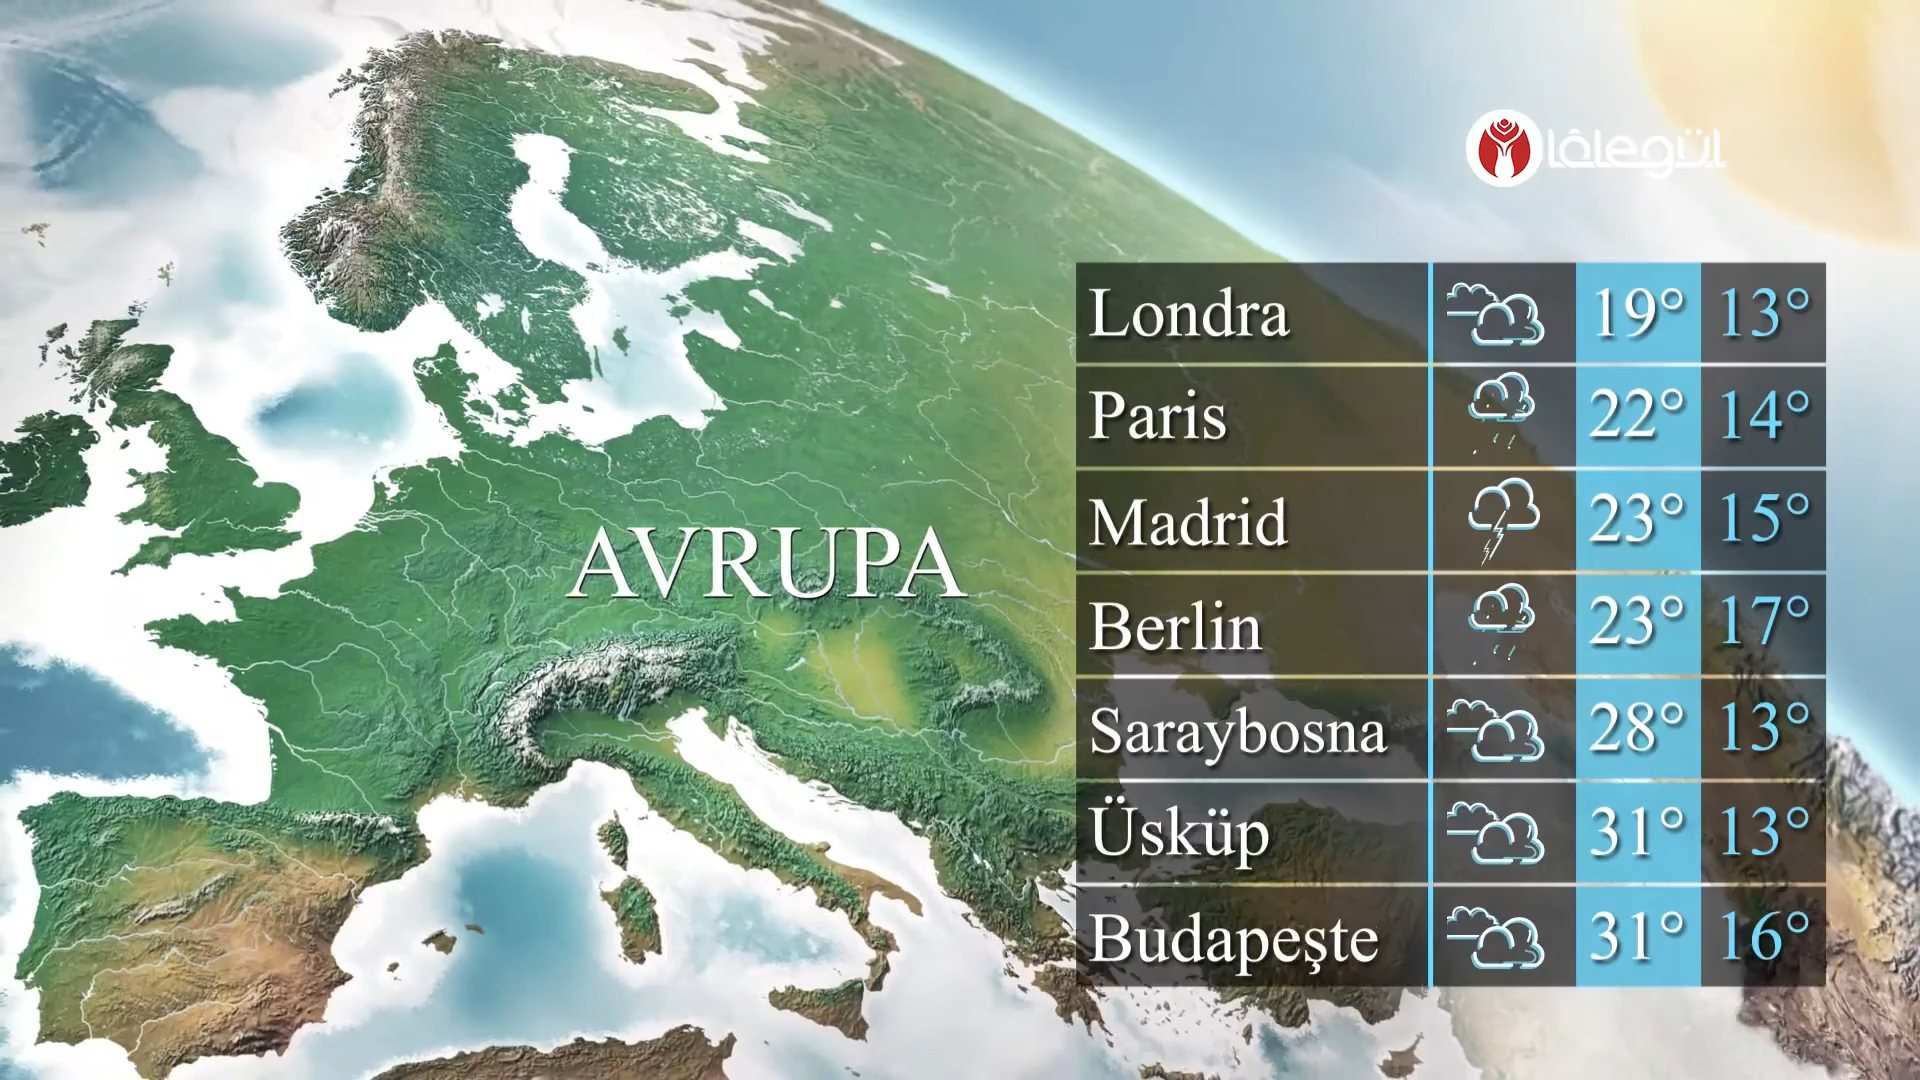 lâlegül
AVRUPA
Londra 19° 13°
Paris 22° 14°
Madrid 23° 15°
Berlin 23° 17°
Saraybosna 28° 13°
Üsküp 31° 13°
Budapeşte 31° 16°